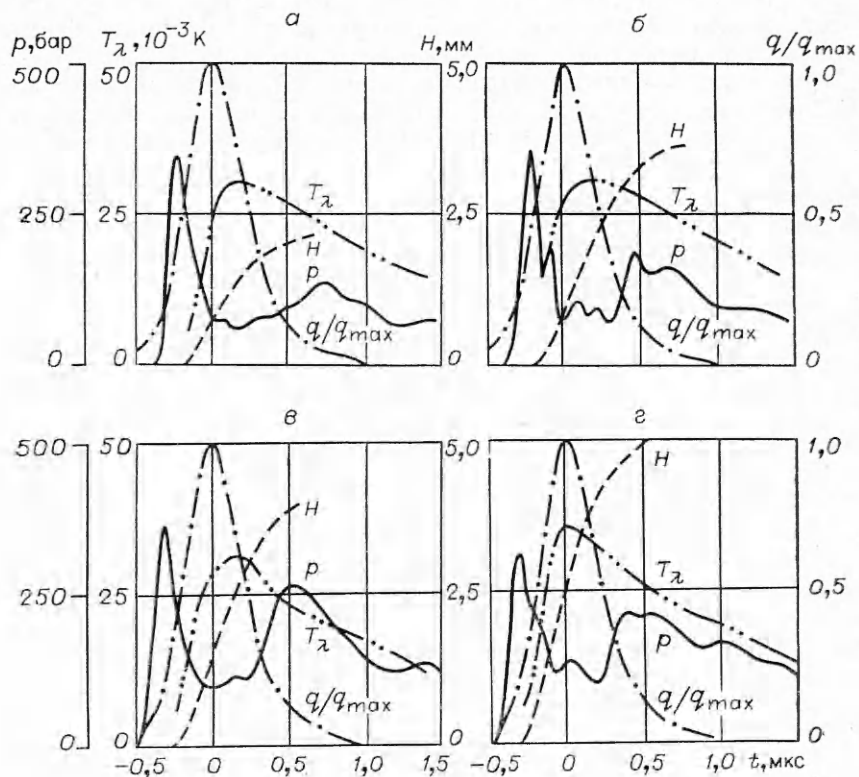 а б
p,бар T_λ,10⁻³К H,мм q/q_max
500 50 5,0 1,0
H
T_λ T_λ
250 25 2,5 0,5
H
p p
q/q_max q/q_max
0 0 0 0
в г
500 50 5,0 1,0
H H
p
250 25 2,5 T_λ 0,5
T_λ p
q/q_max q/q_max
0 0 0 0
-0,5 0 0,5 1,0 1,5 -0,5 0 0,5 1,0 t,мкс